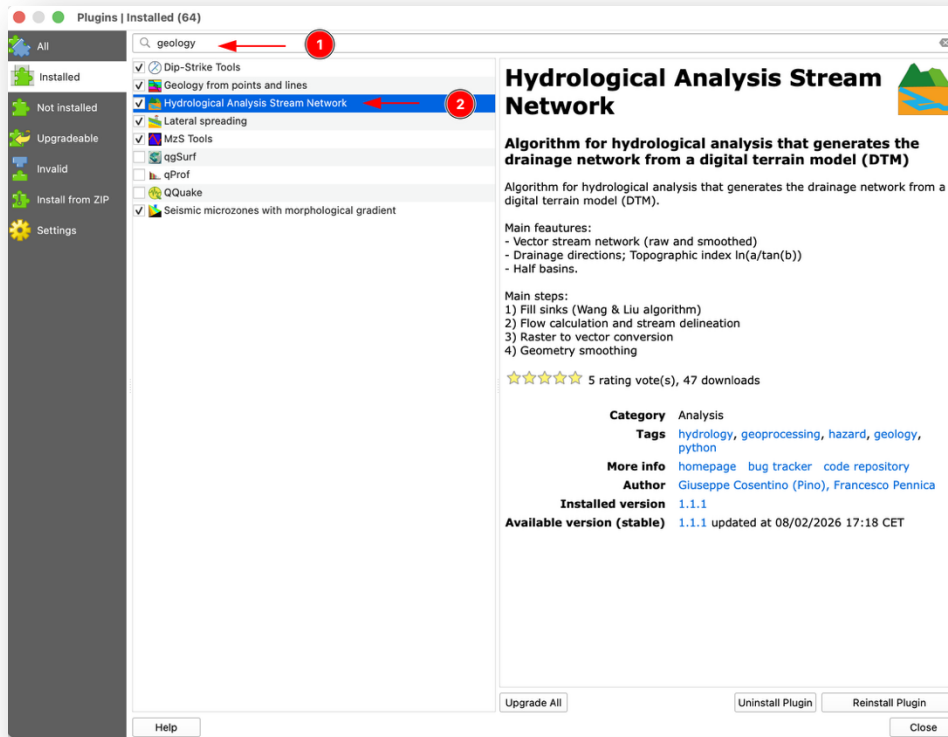 Plugins | Installed (64)
All
Installed
Not installed
Upgradeable
Invalid
Install from ZIP
Settings
geology
1
Dip-Strike Tools
Geology from points and lines
Hydrological Analysis Stream Network
2
Lateral spreading
MzS Tools
qgSurf
qProf
QQuake
Seismic microzones with morphological gradient
Hydrological Analysis Stream
Network
Algorithm for hydrological analysis that generates the
drainage network from a digital terrain model (DTM)
Algorithm for hydrological analysis that generates the drainage network from a
digital terrain model (DTM).
Main feautures:
- Vector stream network (raw and smoothed)
- Drainage directions; Topographic index ln(a/tan(b))
- Half basins.
Main steps:
1) Fill sinks (Wang & Liu algorithm)
2) Flow calculation and stream delineation
3) Raster to vector conversion
4) Geometry smoothing
5 rating vote(s), 47 downloads
Category Analysis
Tags hydrology, geoprocessing, hazard, geology,
python
More info homepage bug tracker code repository
Author Giuseppe Cosentino (Pino), Francesco Pennica
Installed version 1.1.1
Available version (stable) 1.1.1 updated at 08/02/2026 17:18 CET
Upgrade All Uninstall Plugin Reinstall Plugin
Help Close